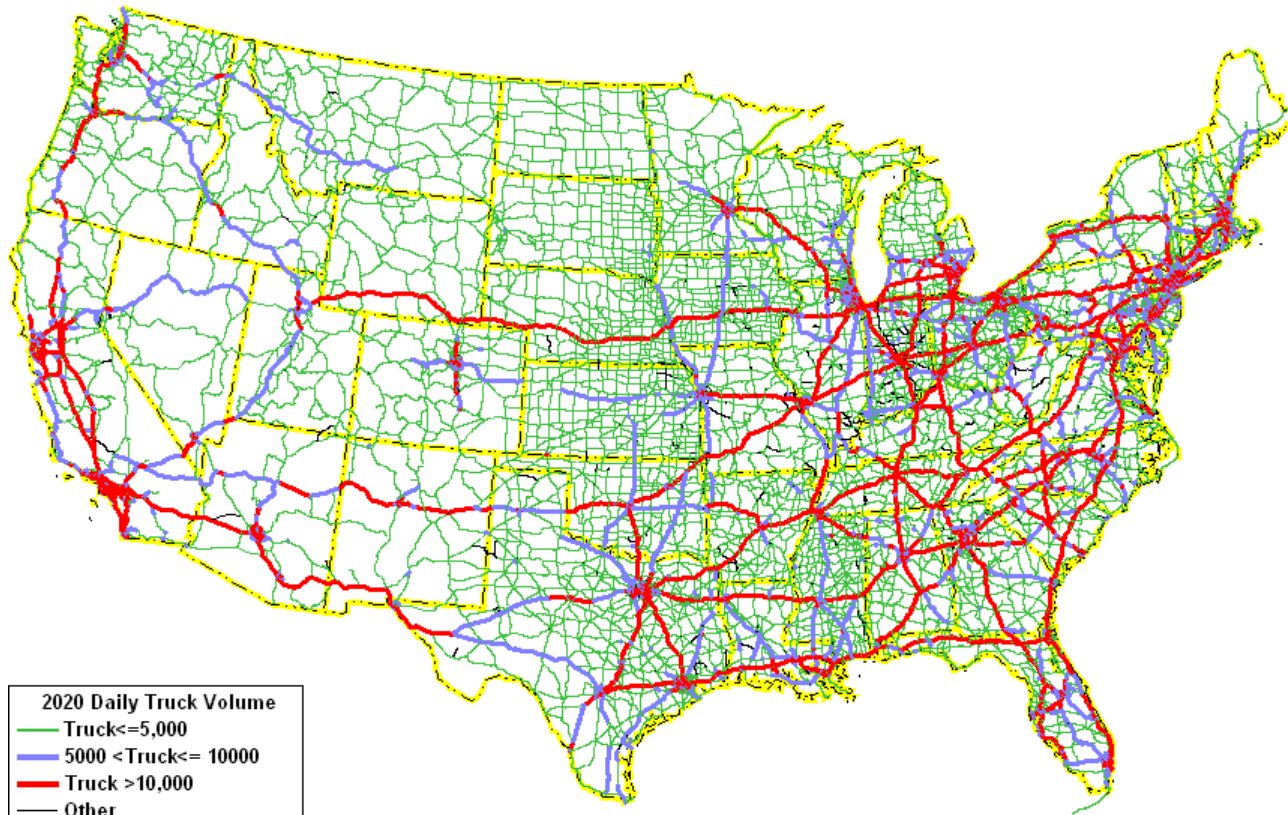 2020 Daily Truck Volume
Truck<=5,000
5000 <Truck<= 10000
Truck >10,000
Other